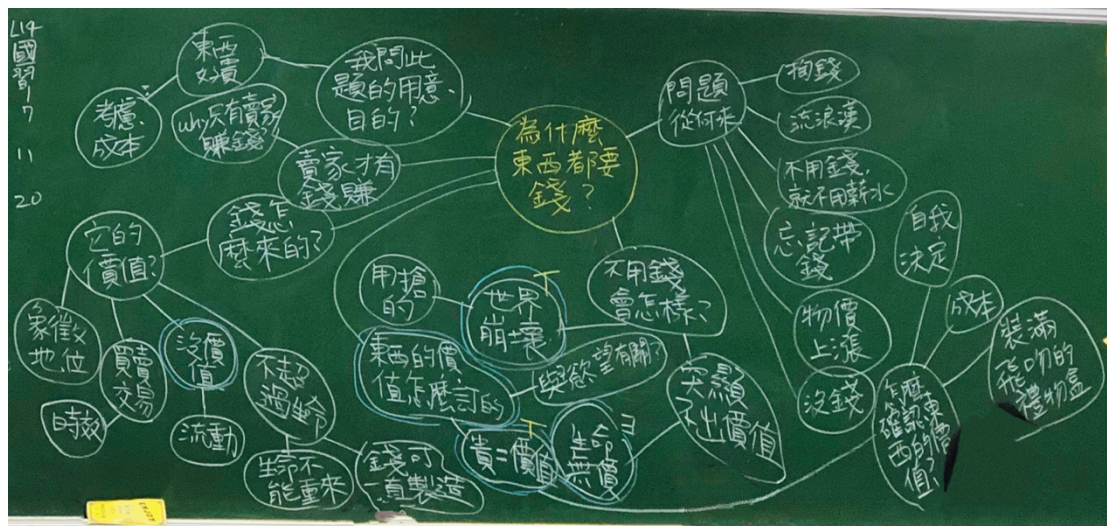 L14
國
習
7
11
20
東西
好賣
考慮、
成本
我問此
題的用意、
目的？
why只有賣家
賺錢？
賣家才有
錢賺
錢怎
麼來的？
它的
價值？
象徵
地位
買賣
交易
時效
沒價
值
流動
不超
過命
生命不
能重來
錢可一
直製造
為什麼
東西都要
錢？
用搶
的
世界
崩壞
不用錢
會怎樣？
東西的價
值怎麼訂的
與慾望有關？
貴=價值
生命
無價
突顯
不出價值
問題
從何來
掏錢
流浪漢
不用錢，
就不用薪水
忘記帶
錢
物價
上漲
沒錢
自我
決定
成本
裝滿
飛吻的
禮物盒
怎麼
確認東
西的價
值？